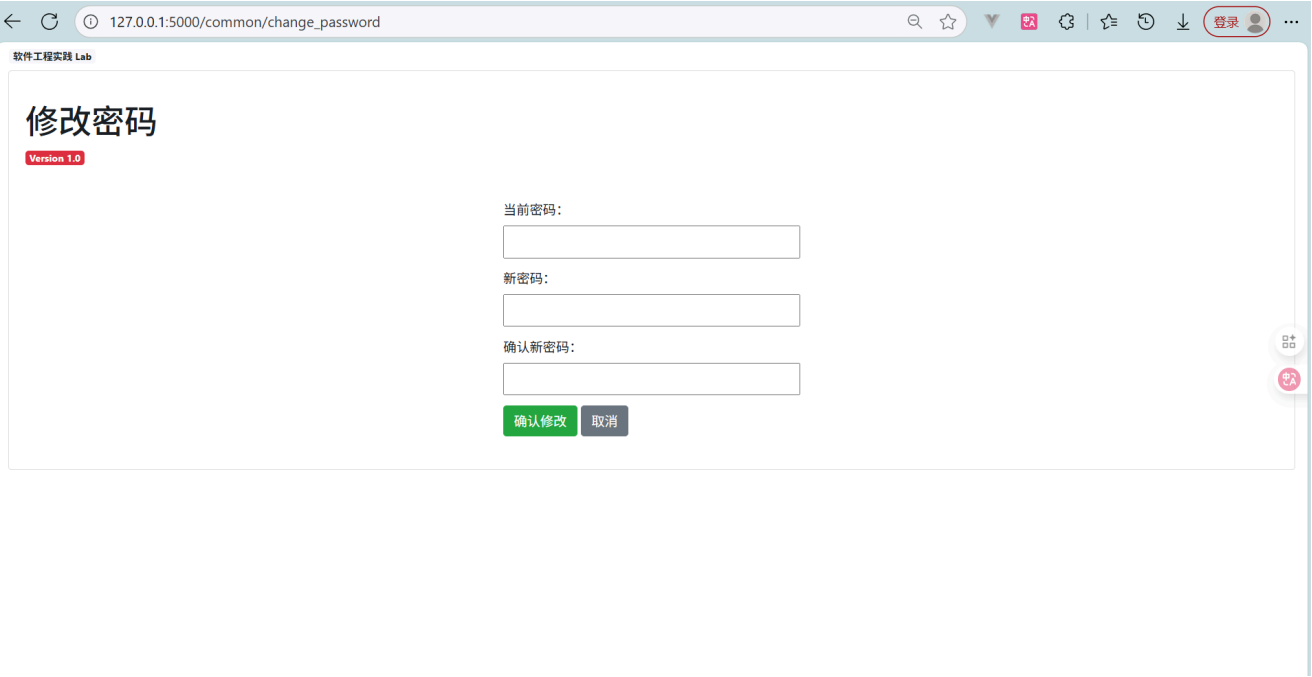 127.0.0.1:5000/common/change_password
登录
软件工程实践 Lab
修改密码
Version 1.0
当前密码：
新密码：
确认新密码：
确认修改 取消